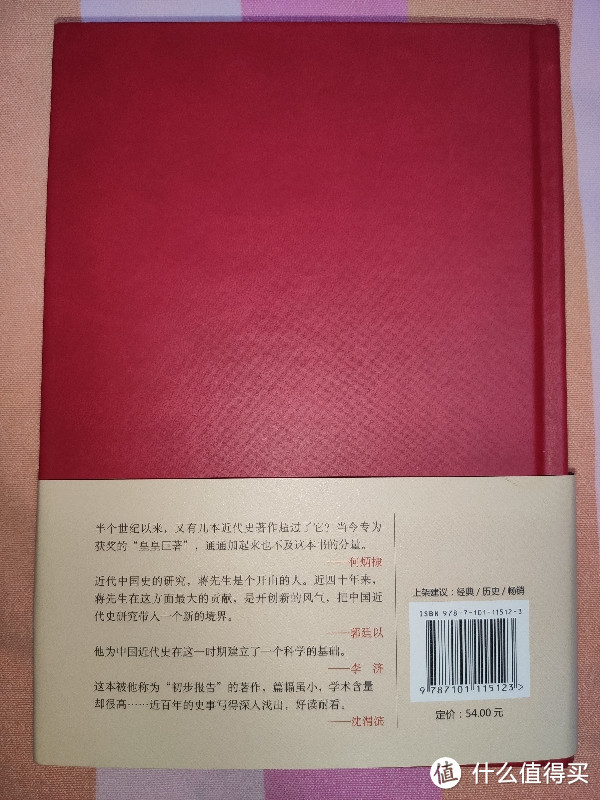 半个世纪以来，又有几本近代史著作超过了它？当今专为
获奖的“皇皇巨著”，通通加起来也不及这本书的分量。
——何炳棣
近代中国史的研究，蒋先生是个开山的人。近四十年来，
蒋先生在这方面最大的贡献，是开创新的风气，把中国近
代史研究带入一个新的境界。
——郭廷以
他为中国近代史在这一时期建立了一个科学的基础。
——李 济
这本被他称为“初步报告”的著作，篇幅虽小，学术含量
却很高……近百年的史事写得深入浅出，好读耐看。
——沈渭滨
上架建议：经典/历史/畅销
ISBN 978-7-101-11512-3
9 787101 115123 >
定价：54.00元
值 什么值得买